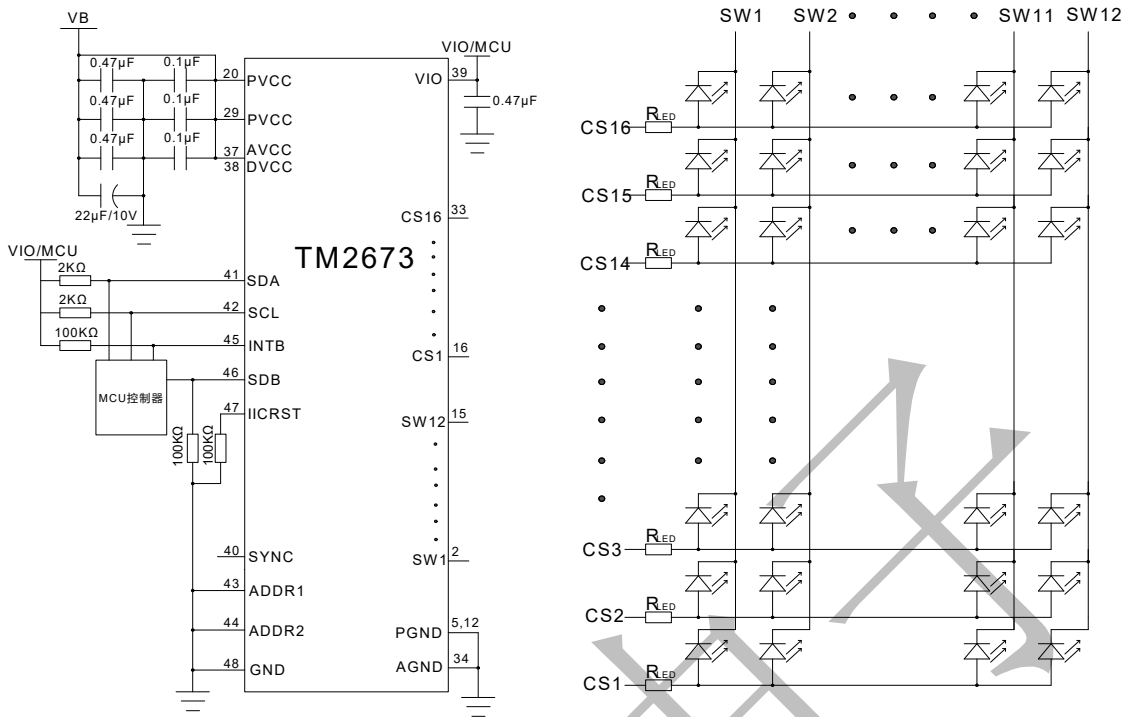 VB
0.47μF
0.1μF
20
PVCC
0.47μF
0.1μF
29
PVCC
0.47μF
0.1μF
37
AVCC
38
DVCC
22μF/10V
VIO/MCU
2KΩ
41
SDA
2KΩ
42
SCL
100KΩ
45
INTB
46
SDB
MCU控制器
47
IICRST
100KΩ
100KΩ
40
SYNC
43
ADDR1
44
ADDR2
48
GND
TM2673
VIO/MCU
VIO
39
0.47μF
CS16
33
CS1
16
SW12
15
SW1
2
PGND
5,12
AGND
34
SW1
SW2
SW11
SW12
CS16
RLED
CS15
RLED
CS14
RLED
CS3
RLED
CS2
RLED
CS1
RLED